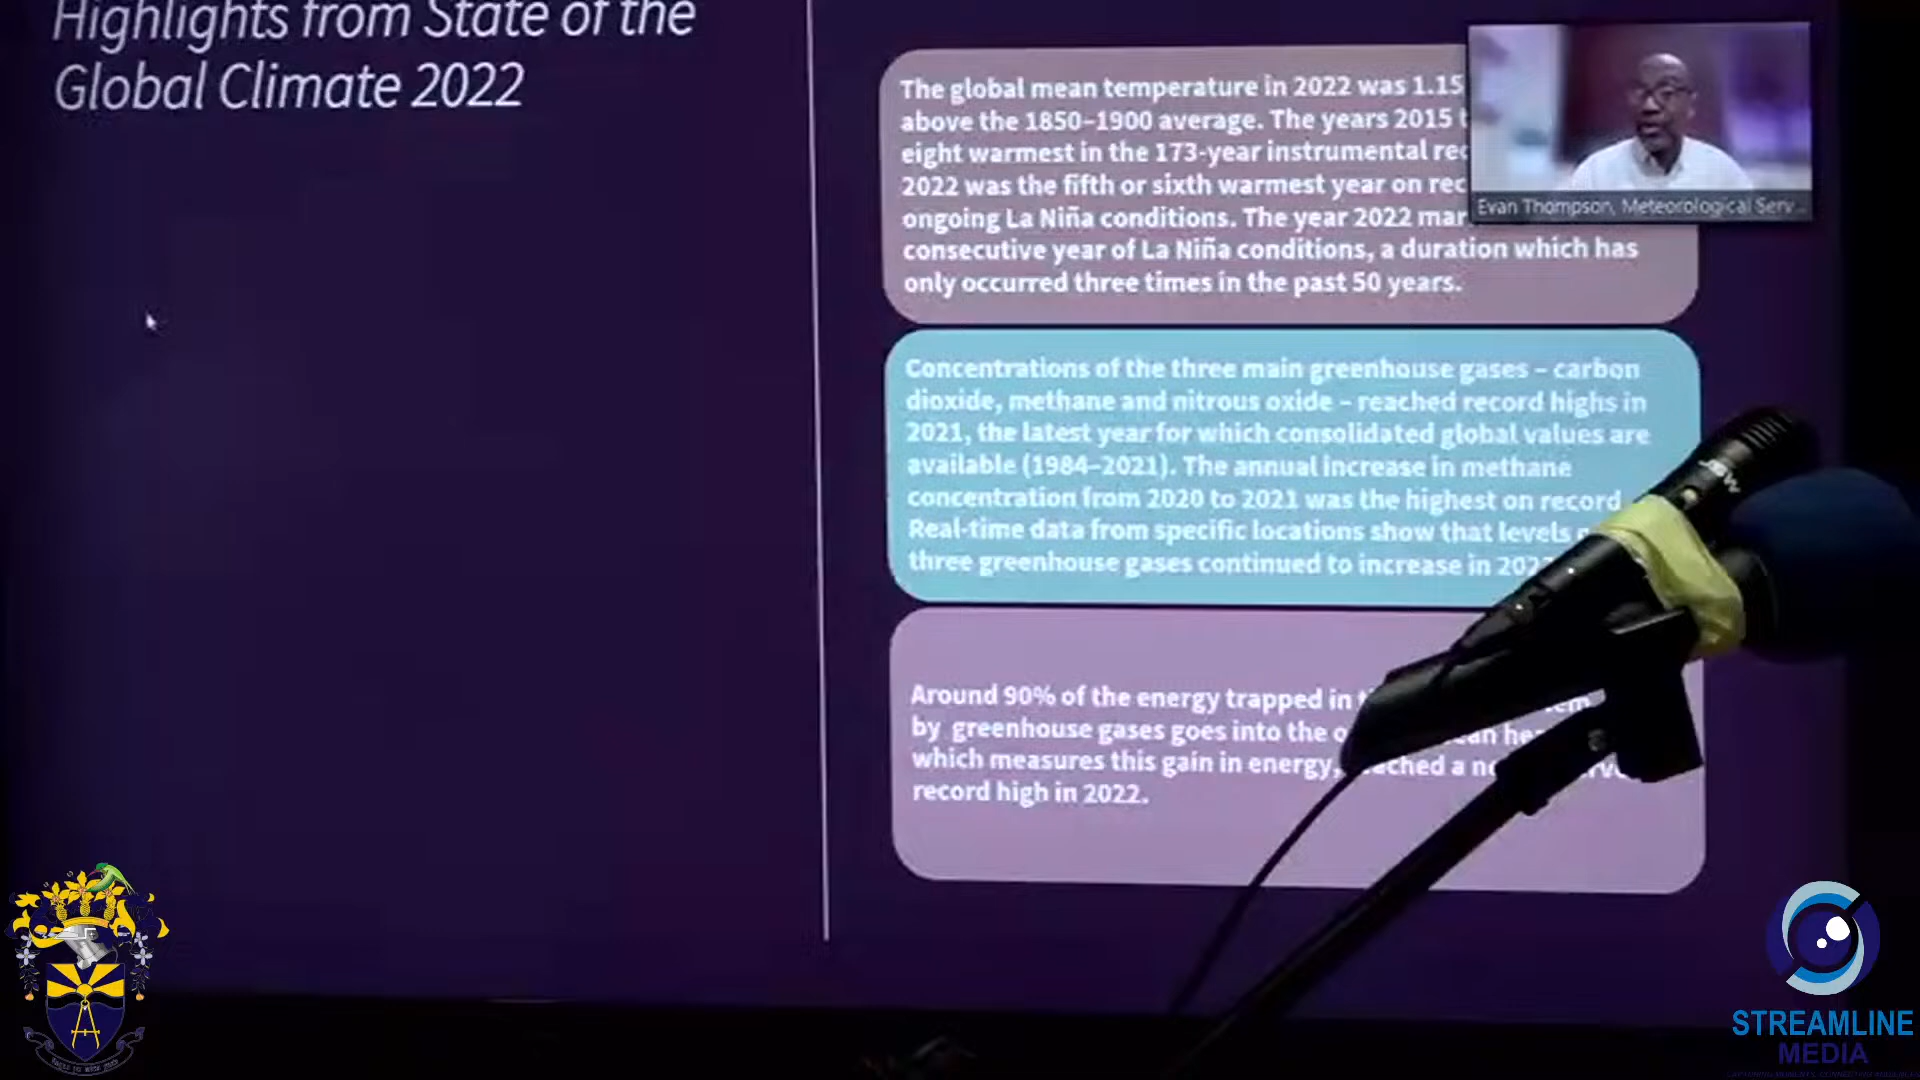 Highlights from State of the
Global Climate 2022
The global mean temperature in 2022 was 1.15
above the 1850–1900 average. The years 2015
eight warmest in the 173-year instrumental
2022 was the fifth or sixth warmest year on
ongoing La Niña conditions. The year 2022
consecutive year of La Niña conditions, a duration which has
only occurred three times in the past 50 years.
Evan Thompson, Meteorological Serv...
Concentrations of the three main greenhouse gases – carbon
dioxide, methane and nitrous oxide – reached record highs in
2021, the latest year for which consolidated global values are
available (1984–2021). The annual increase in methane
concentration from 2020 to 2021 was the highest on record
Real-time data from specific locations show that levels
three greenhouse gases continued to increase in
Around 90% of the energy trapped in
by greenhouse gases goes into the
which measures this gain in energy, a
record high in 2022.
STREAMLINE
MEDIA